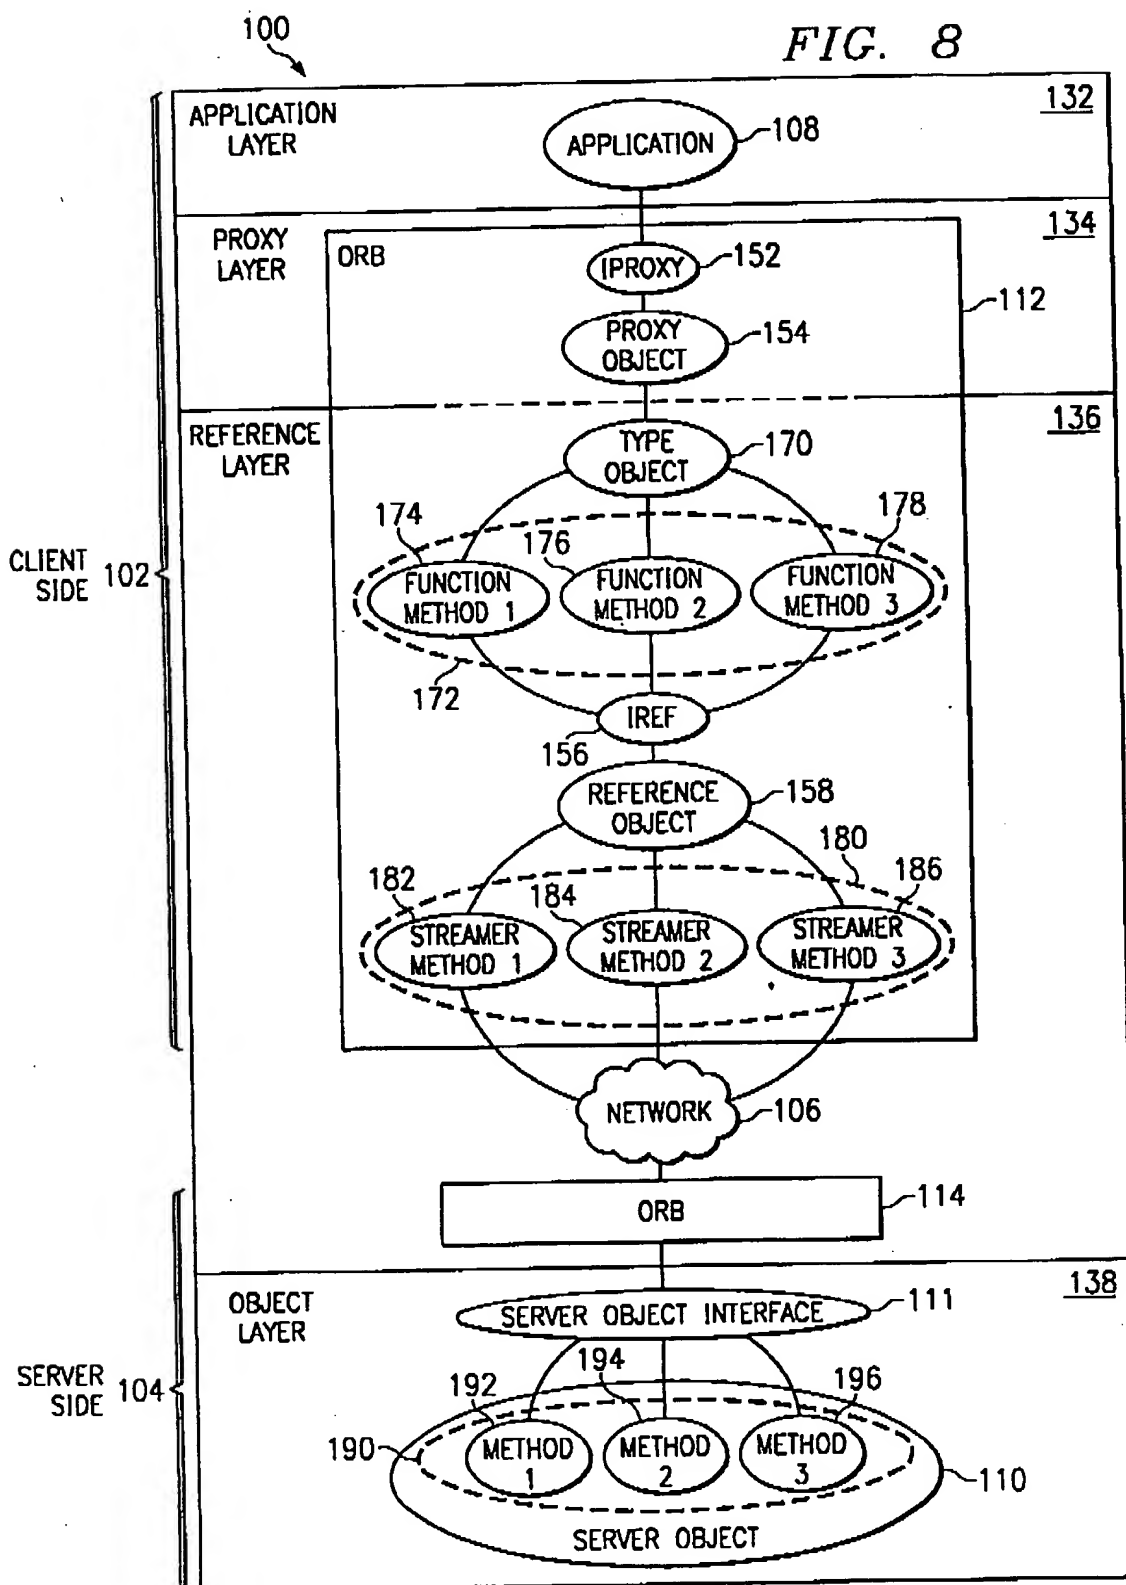 100
FIG. 8
APPLICATION
LAYER
132
APPLICATION
108
PROXY
LAYER
134
ORB
IPROXY
152
112
PROXY
OBJECT
154
REFERENCE
LAYER
136
TYPE
OBJECT
170
174
176
178
CLIENT
SIDE 102
FUNCTION
METHOD 1
FUNCTION
METHOD 2
FUNCTION
METHOD 3
172
IREF
156
REFERENCE
OBJECT
158
180
182
184
186
STREAMER
METHOD 1
STREAMER
METHOD 2
STREAMER
METHOD 3
NETWORK
106
ORB
114
OBJECT
LAYER
138
SERVER OBJECT INTERFACE
111
SERVER
SIDE 104
192
194
196
190
METHOD
1
METHOD
2
METHOD
3
110
SERVER OBJECT